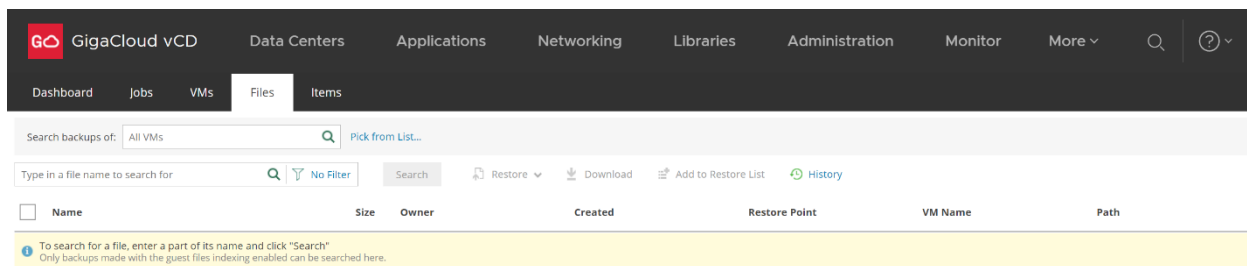 GO GigaCloud vCD Data Centers Applications Networking Libraries Administration Monitor More
Dashboard Jobs VMs Files Items
Search backups of: All VMs Pick from List...
Type in a file name to search for No Filter Search Restore Download Add to Restore List History
Name Size Owner Created Restore Point VM Name Path
To search for a file, enter a part of its name and click "Search"
Only backups made with the guest files indexing enabled can be searched here.